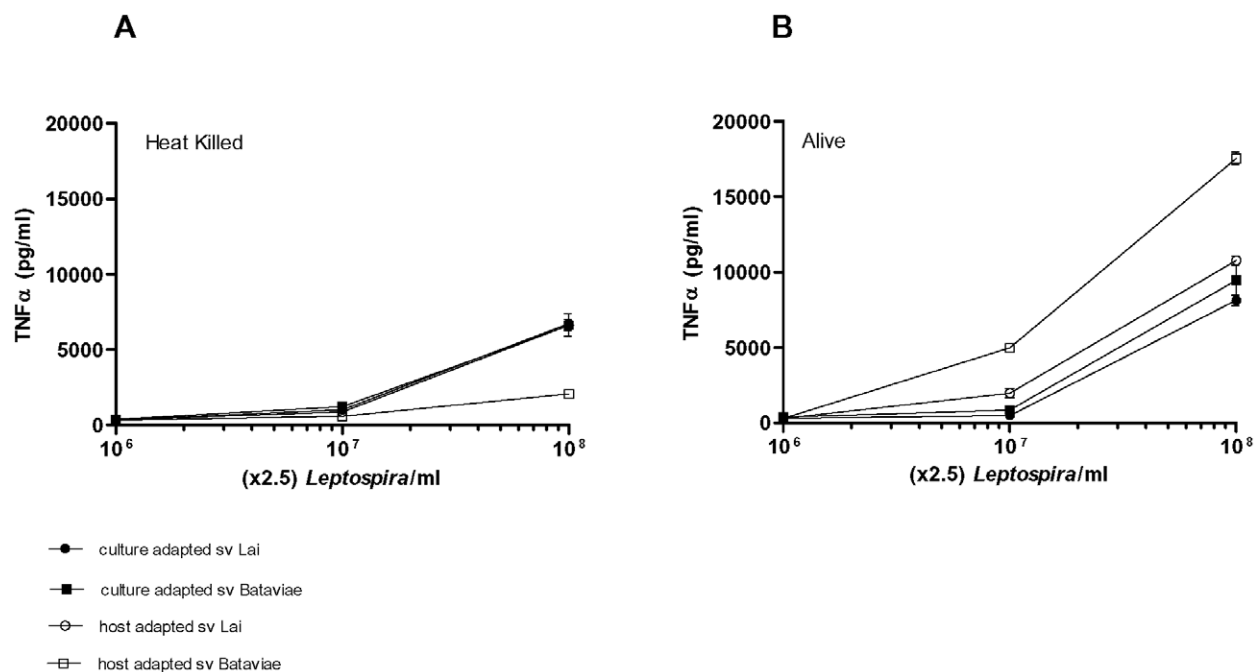 A
B
Heat Killed
Alive
20000
15000
10000
5000
0
TNFα (pg/ml)
10⁶
10⁷
10⁸
(x2.5) Leptospira/ml
20000
15000
10000
5000
0
TNFα (pg/ml)
10⁶
10⁷
10⁸
(x2.5) Leptospira/ml
culture adapted sv Lai
culture adapted sv Bataviae
host adapted sv Lai
host adapted sv Bataviae